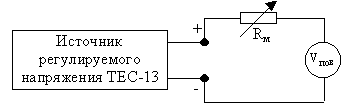 Источник
регулируемого
напряжения ТЕС-13
+
-
Rм
Vпов